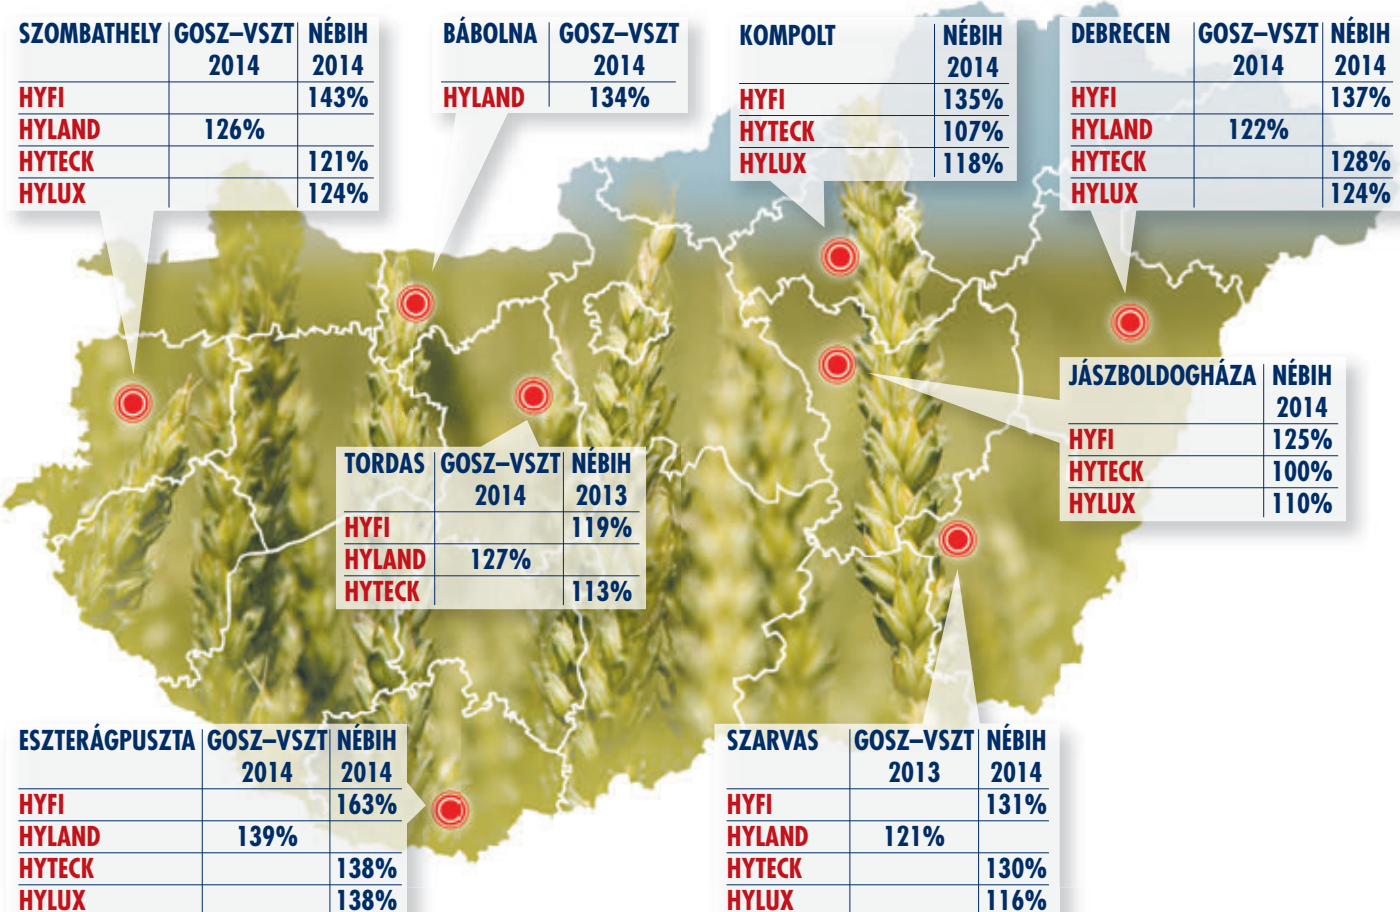 SZOMBATHELY GOSZ–VSZT NÉBIH
2014 2014
HYFI 143%
HYLAND 126%
HYTECK 121%
HYLUX 124%
BÁBOLNA GOSZ–VSZT
2014
HYLAND 134%
KOMPOLT NÉBIH
2014
HYFI 135%
HYTECK 107%
HYLUX 118%
DEBRECEN GOSZ–VSZT NÉBIH
2014 2014
HYFI 137%
HYLAND 122%
HYTECK 128%
HYLUX 124%
JÁSZBOLDOGHÁZA NÉBIH
2014
HYFI 125%
HYTECK 100%
HYLUX 110%
TORDAS GOSZ–VSZT NÉBIH
2014 2013
HYFI 119%
HYLAND 127%
HYTECK 113%
ESZTERÁGPUSZTA GOSZ–VSZT NÉBIH
2014 2014
HYFI 163%
HYLAND 139%
HYTECK 138%
HYLUX 138%
SZARVAS GOSZ–VSZT NÉBIH
2013 2014
HYFI 131%
HYLAND 121%
HYTECK 130%
HYLUX 116%